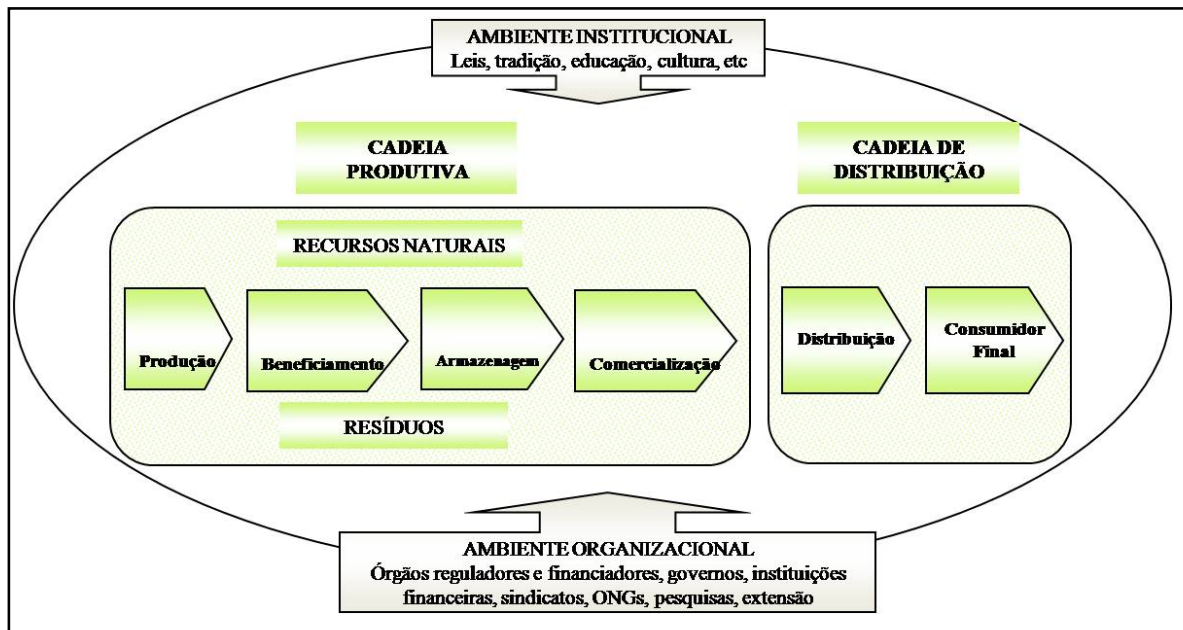 AMBIENTE INSTITUCIONAL
Leis, tradição, educação, cultura, etc
CADEIA
PRODUTIVA
CADEIA DE
DISTRIBUIÇÃO
RECURSOS NATURAIS
Produção
Beneficiamento
Armazenagem
Comercialização
Distribuição
Consumidor
Final
RESÍDUOS
AMBIENTE ORGANIZACIONAL
Órgãos reguladores e financiadores, governos, instituições
financeiras, sindicatos, ONGs, pesquisas, extensão